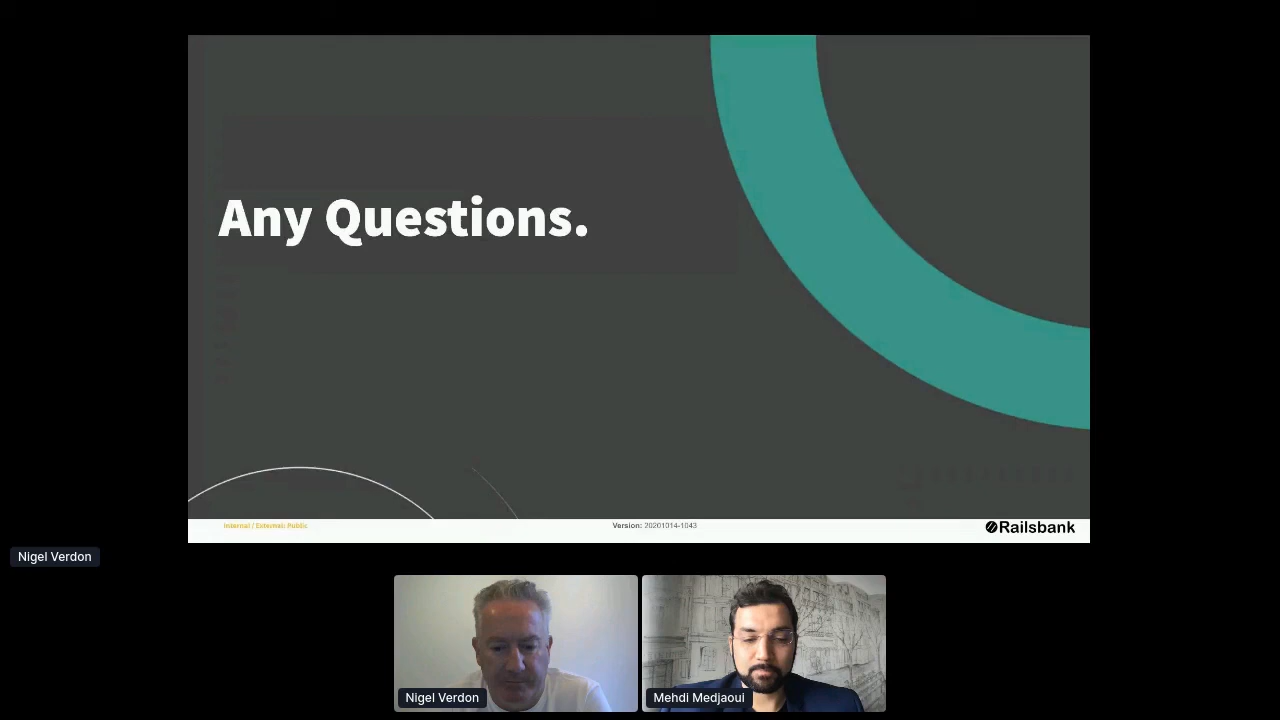 Any Questions.
Internal / External: Public
Version: 20201014-1043
Railsbank
Nigel Verdon
Nigel Verdon
Mehdi Medjaoui